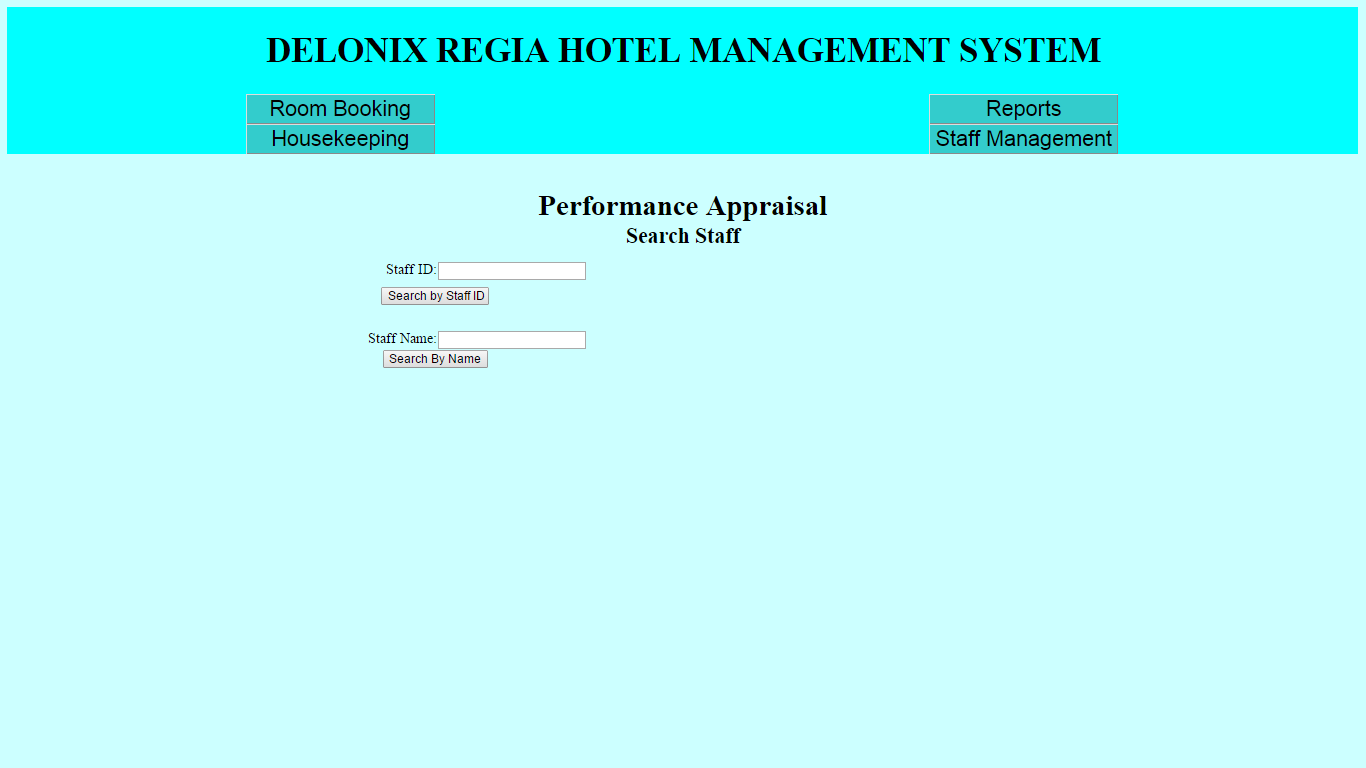 DELONIX REGIA HOTEL MANAGEMENT SYSTEM
Room Booking
Reports
Housekeeping
Staff Management
Performance Appraisal
Search Staff
Staff ID:
Search by Staff ID
Staff Name:
Search By Name